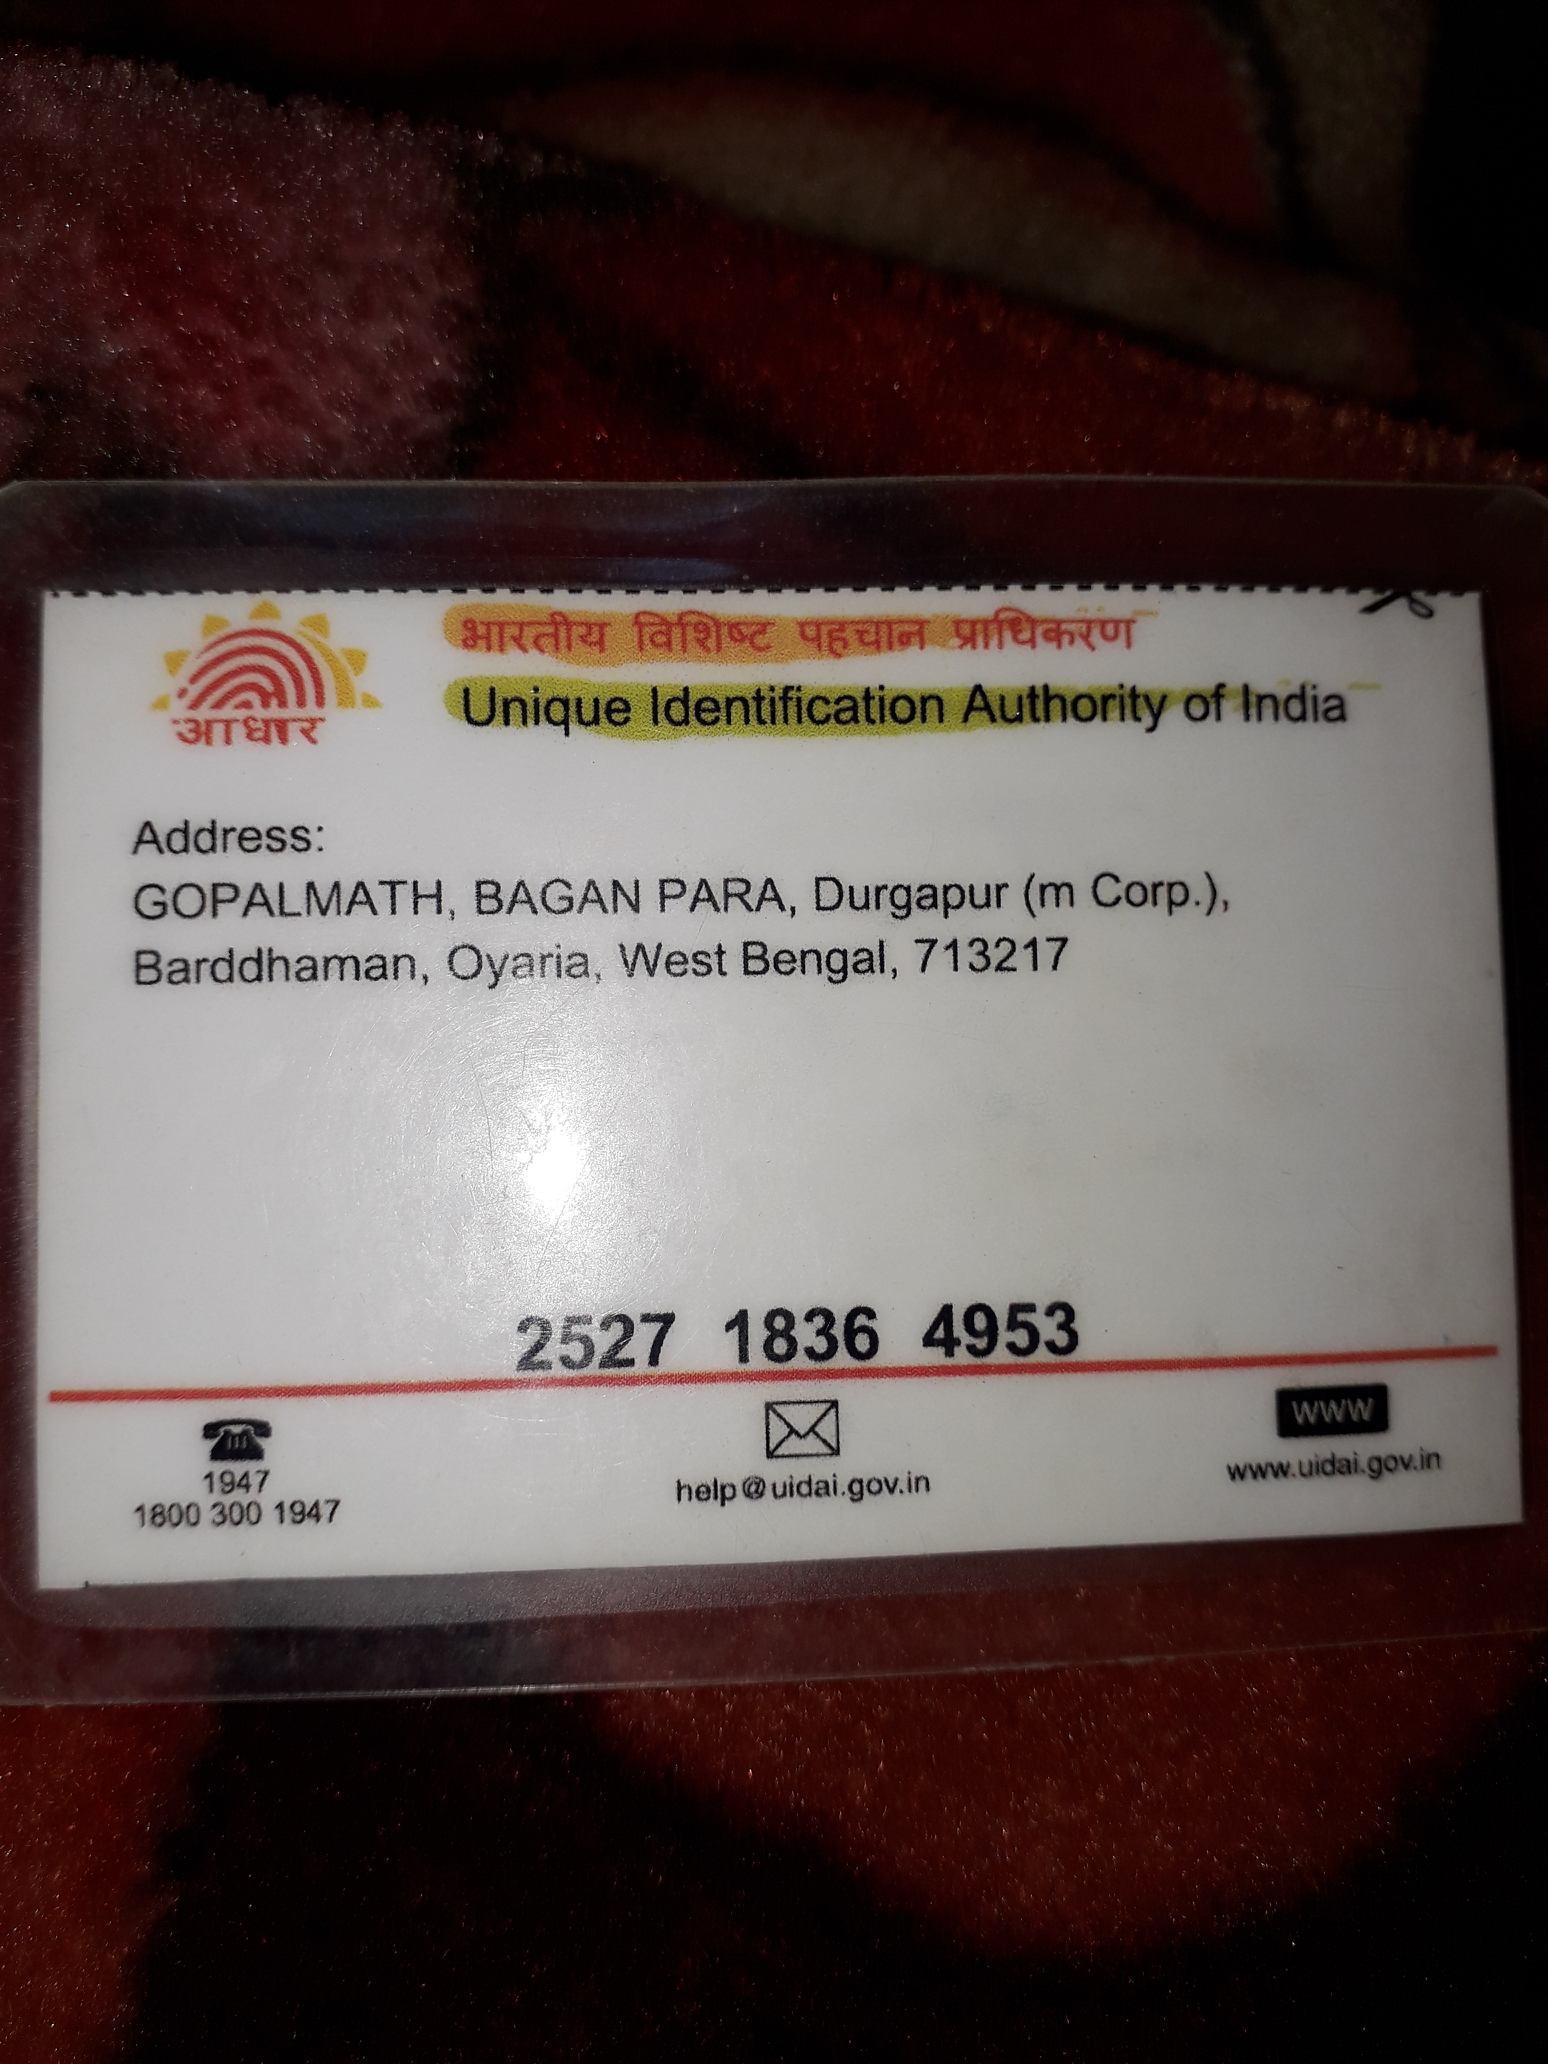 भारतीय विशिष्ट पहचान प्राधिकरण
Unique Identification Authority of India
आधार
Address:
GOPALMATH, BAGAN PARA, Durgapur (m Corp.),
Barddhaman, Oyaria, West Bengal, 713217
2527 1836 4953
WWW
1947
1800 300 1947
help@uidai.gov.in
www.uidai.gov.in